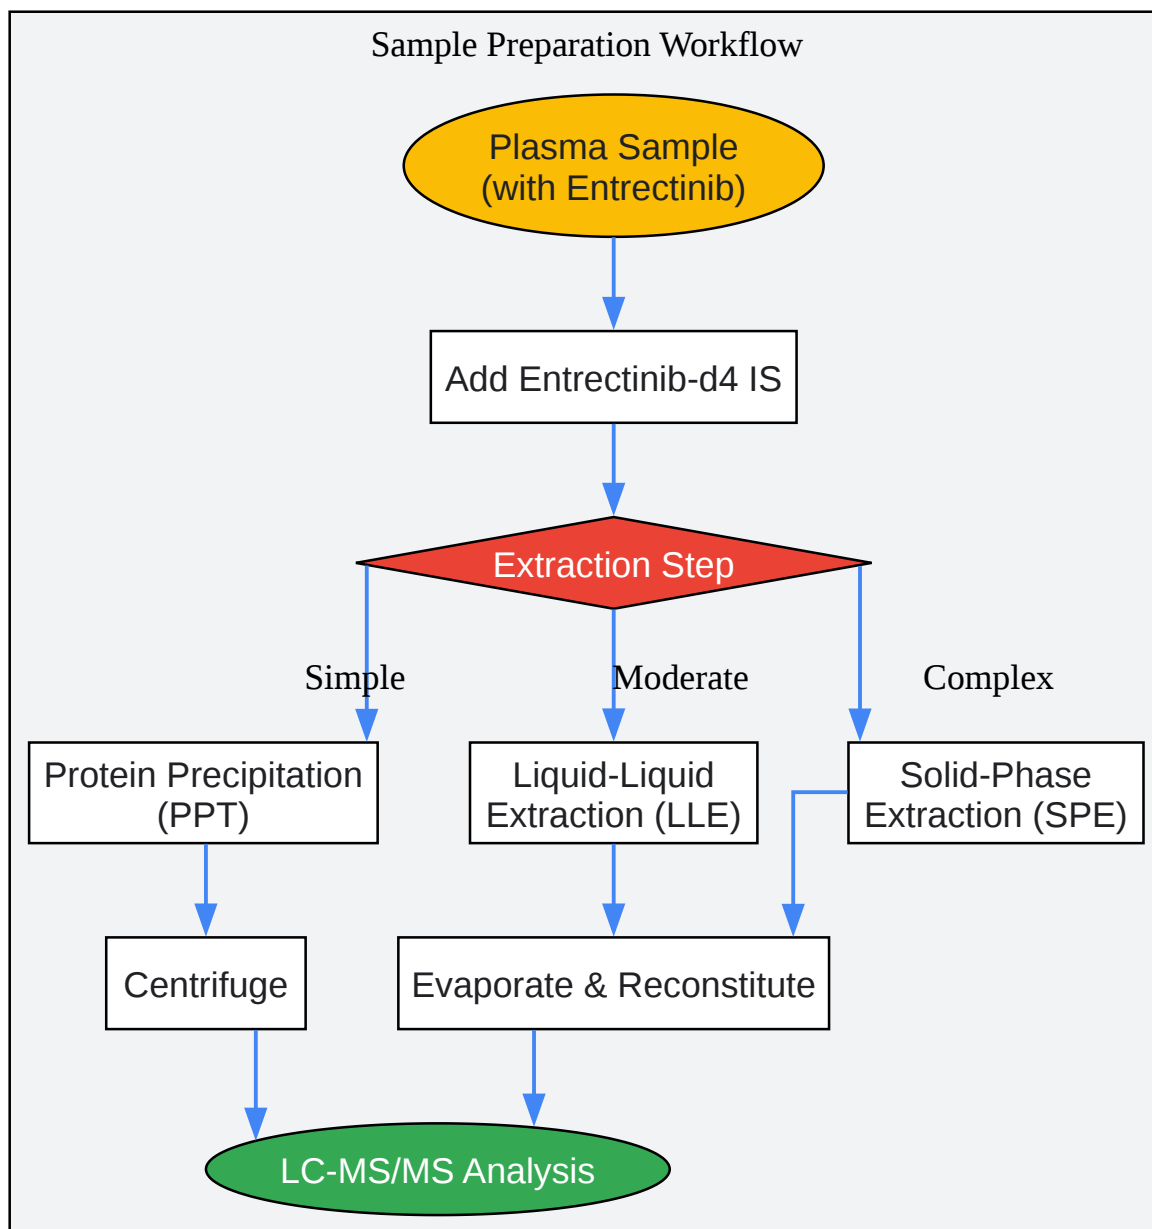 Sample Preparation Workflow
Plasma Sample
(with Entrectinib)
Add Entrectinib-d4 IS
Extraction Step
Simple
Moderate
Complex
Protein Precipitation
(PPT)
Liquid-Liquid
Extraction (LLE)
Solid-Phase
Extraction (SPE)
Centrifuge
Evaporate & Reconstitute
LC-MS/MS Analysis